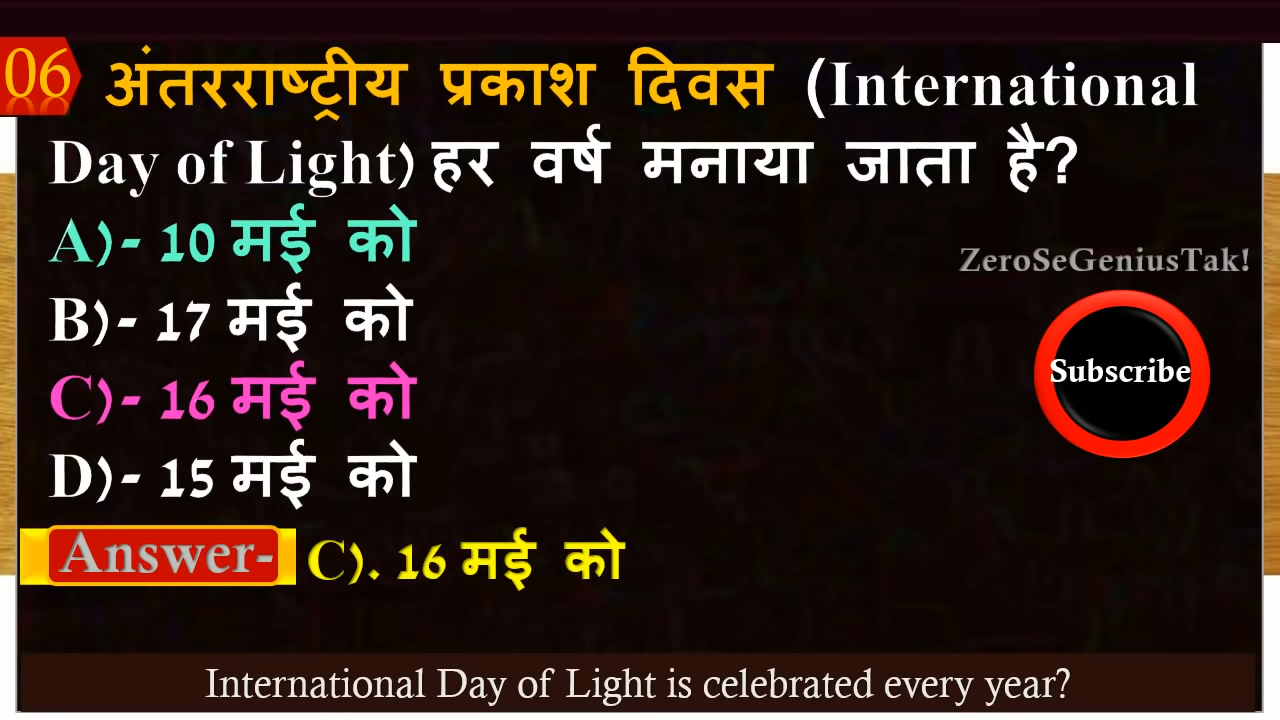 06
अंतरराष्ट्रीय प्रकाश दिवस (International
Day of Light) हर वर्ष मनाया जाता है?
A)- 10 मई को
B)- 17 मई को
C)- 16 मई को
D)- 15 मई को
ZeroSeGeniusTak!
Subscribe
Answer- C). 16 मई को
International Day of Light is celebrated every year?